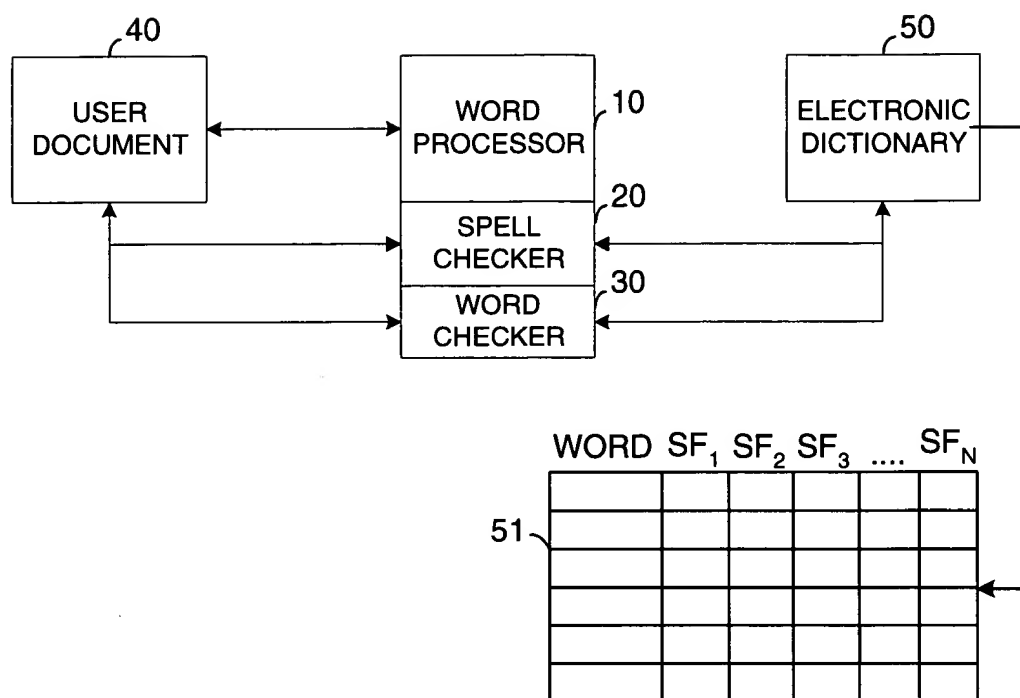 40
USER
DOCUMENT
WORD
PROCESSOR
10
SPELL
CHECKER
20
WORD
CHECKER
30
50
ELECTRONIC
DICTIONARY
WORD SF₁ SF₂ SF₃ .... SF_N
51